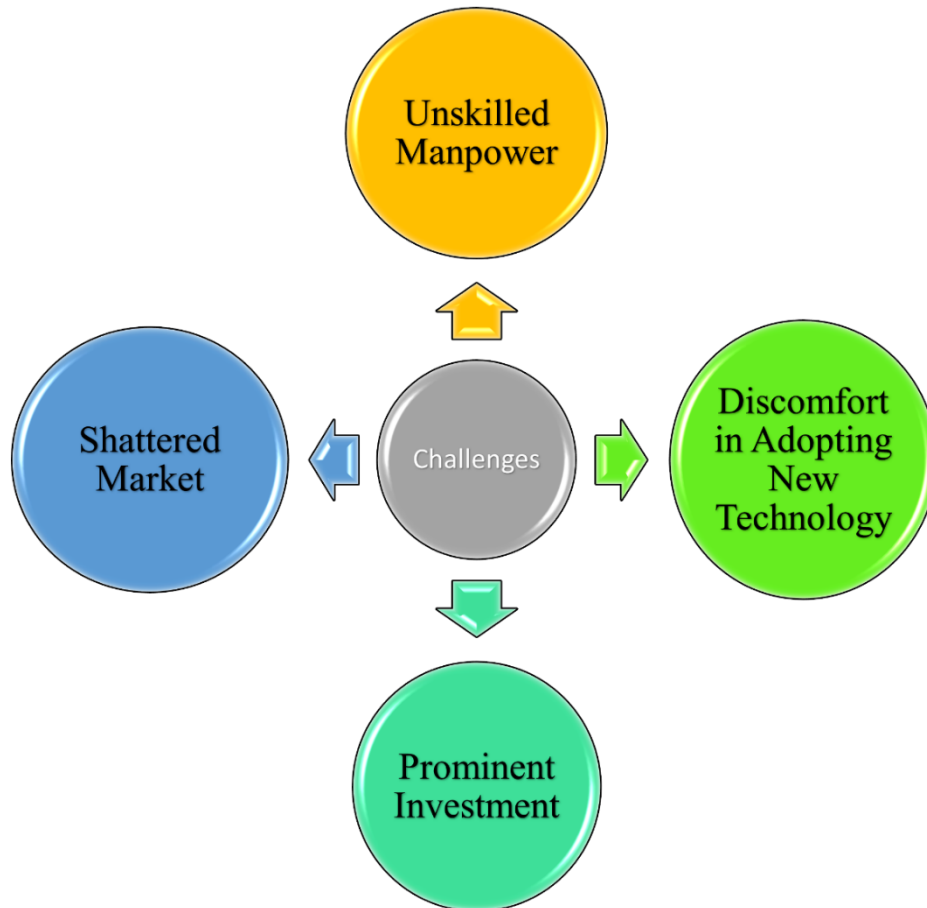 Unskilled
Manpower
Shattered
Market
Challenges
Discomfort
in Adopting
New
Technology
Prominent
Investment